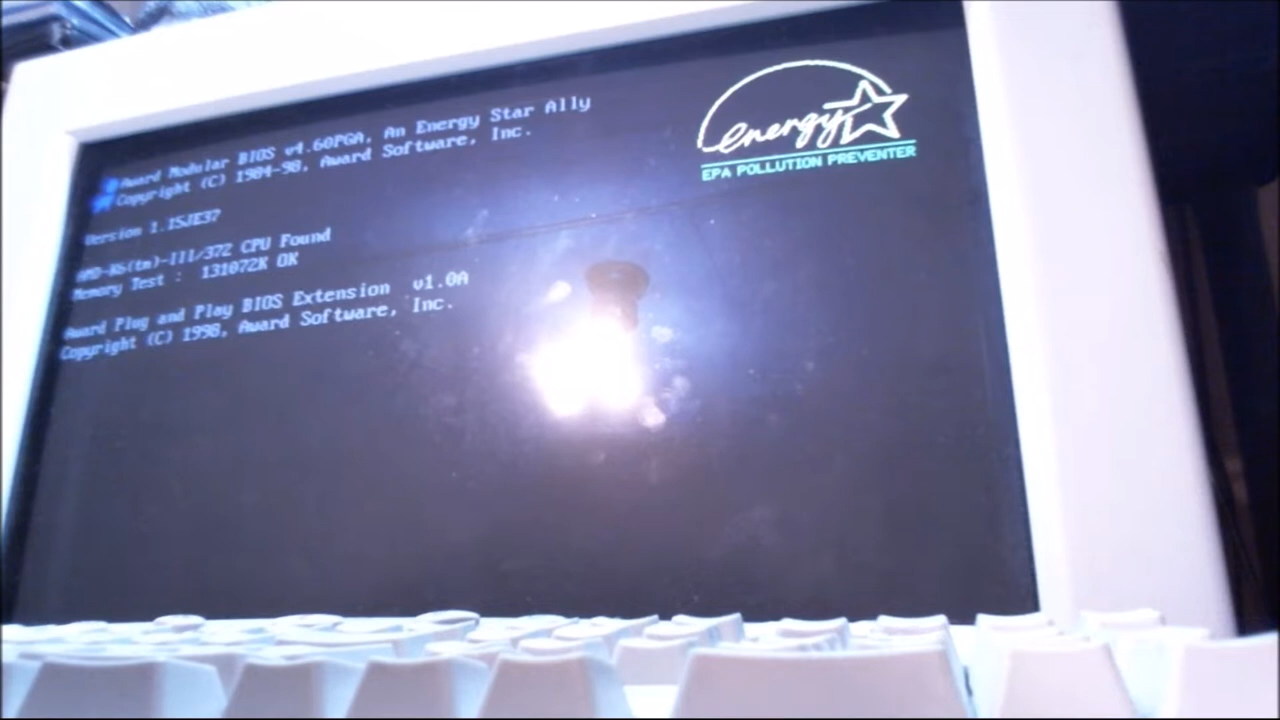 Award Modular BIOS v4.60PGA, An Energy Star Ally
Copyright (C) 1984-98, Award Software, Inc.
energy
EPA POLLUTION PREVENTER
Version 1.15JE37
AMD-K6(tm)-III/372 CPU Found
Memory Test : 131072K OK
Award Plug and Play BIOS Extension v1.0A
Copyright (C) 1998, Award Software, Inc.